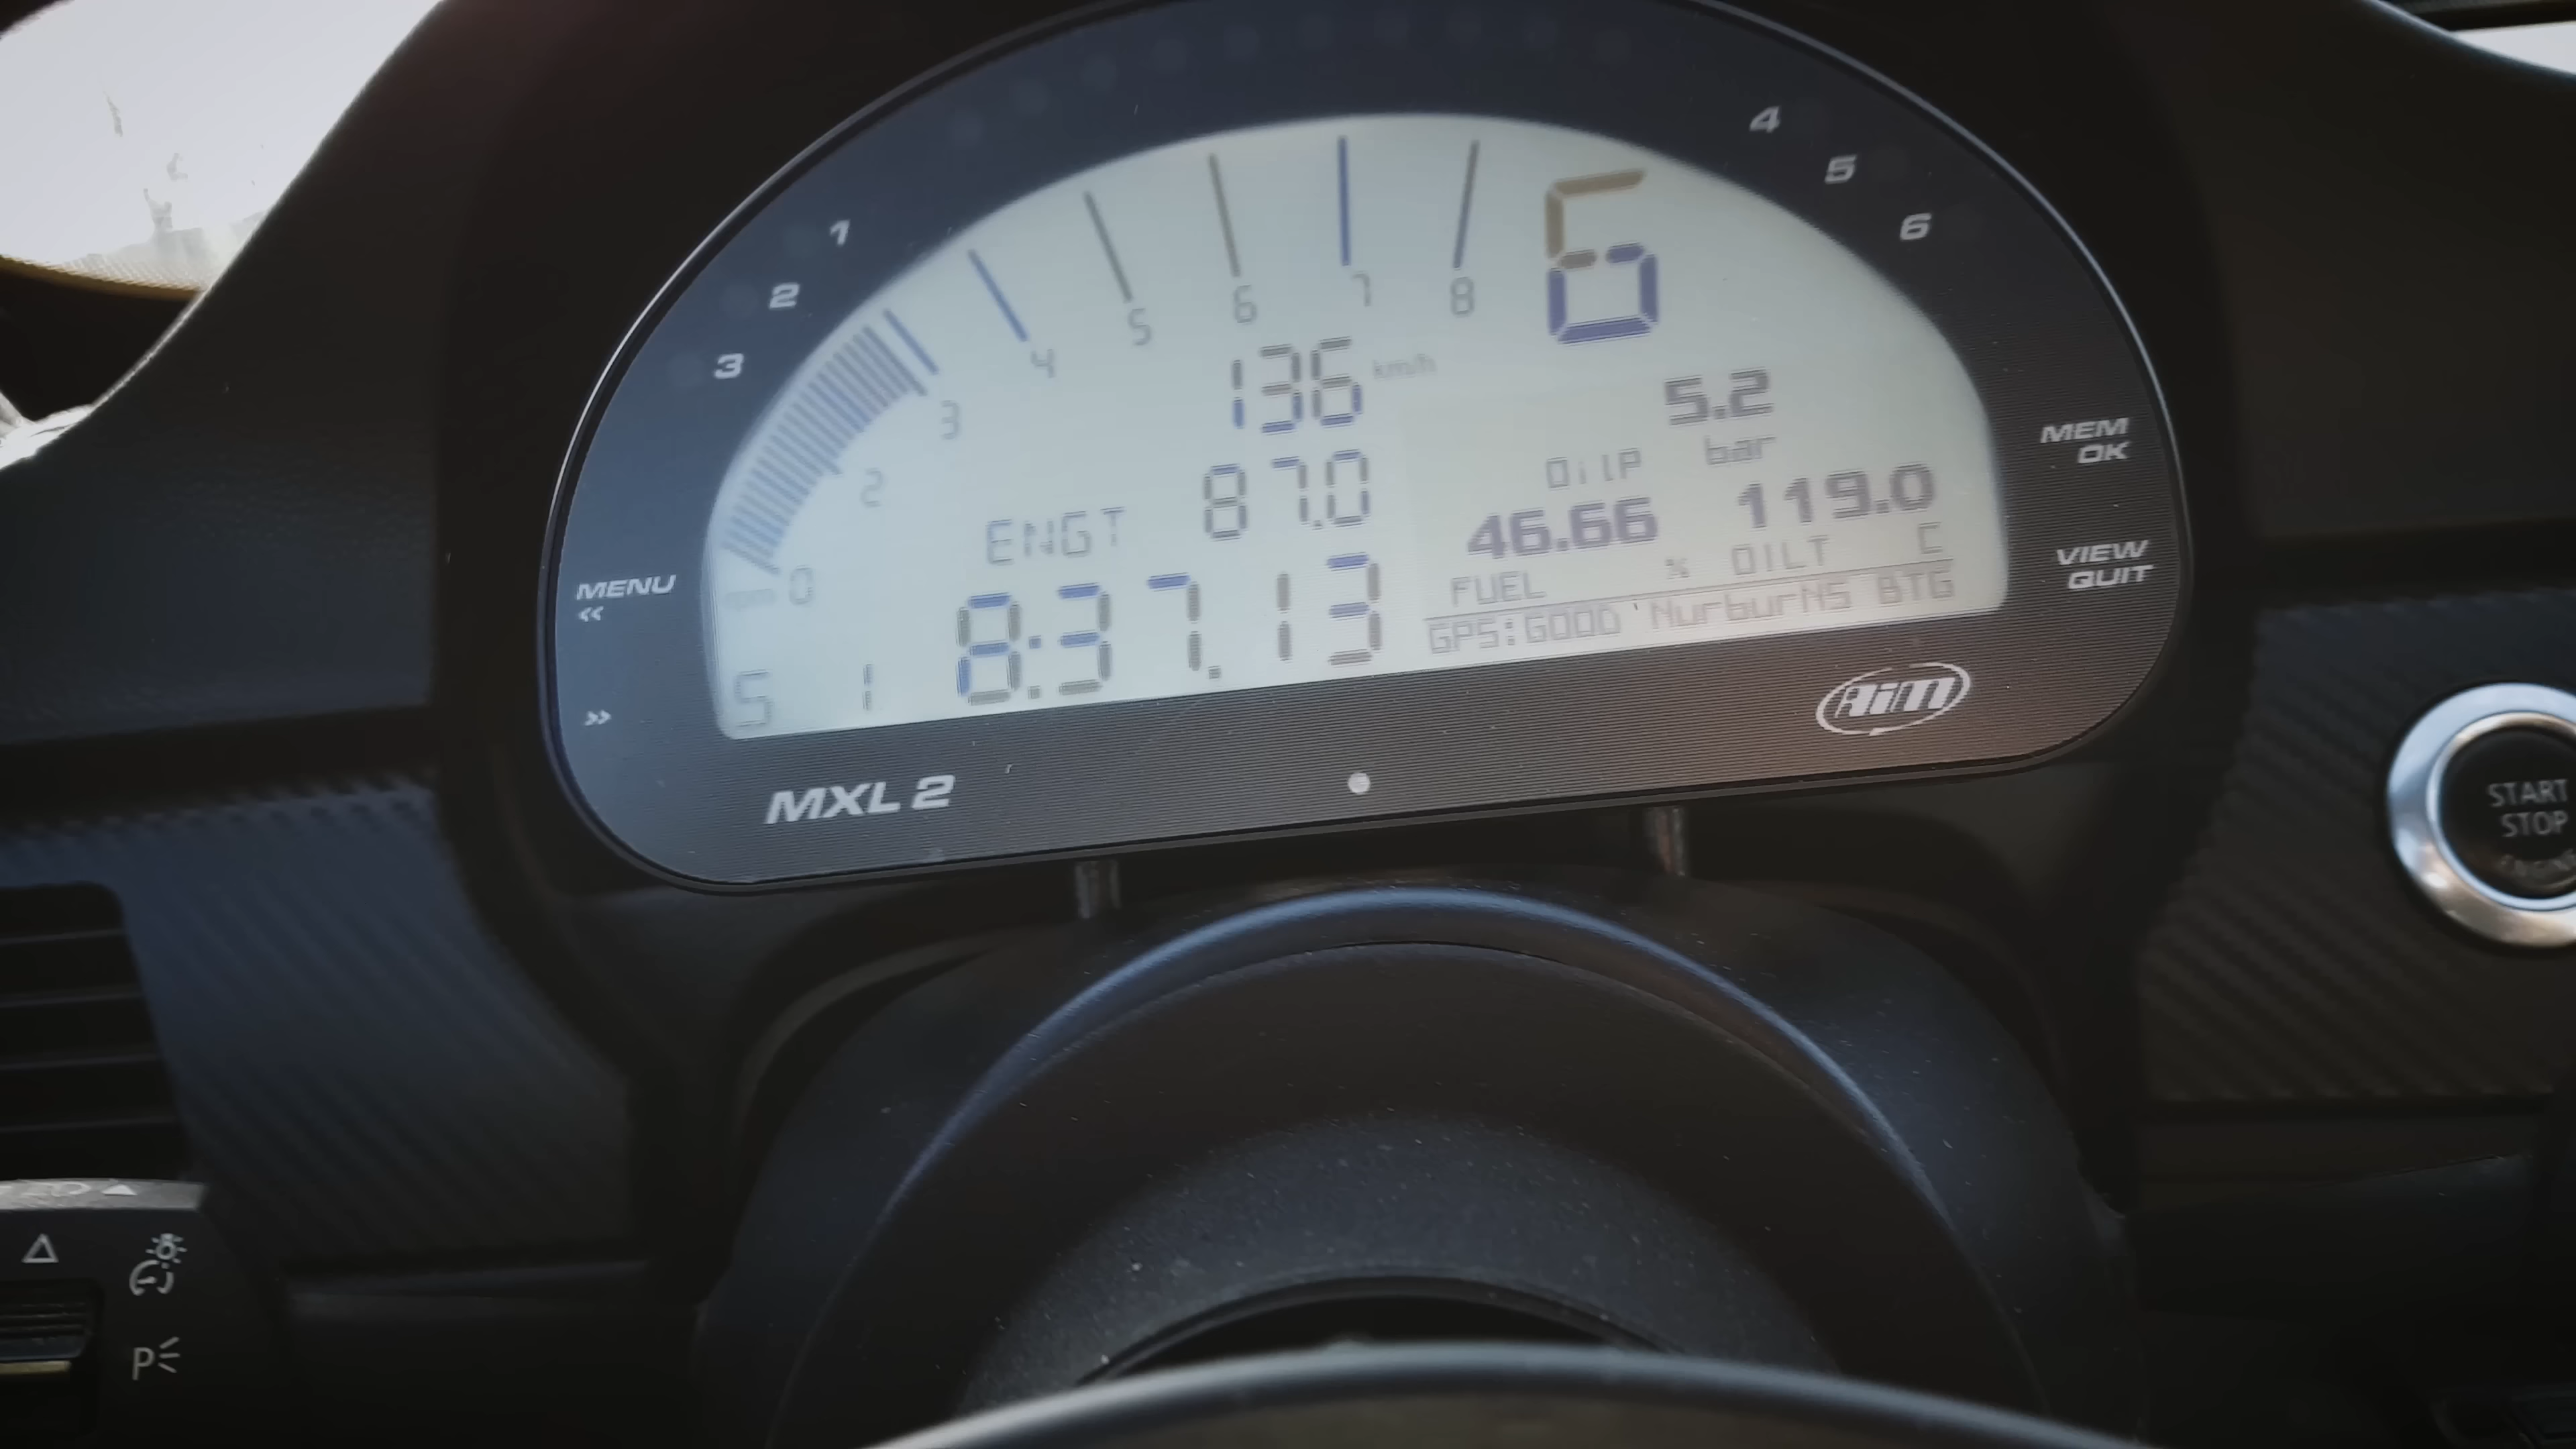 4
5
6
1
2
3
6
0 2 3 4 5 6 7 8
rpm
136 km/h
5.2
OilP bar
ENGT 87.0
46.66 119.0
FUEL % OILT C
GPS:GOOD NurburNS BTG
S 1 8:37.13
MENU
<<
>>
MEM
OK
VIEW
QUIT
MXL 2
AiM
START
STOP
ENGINE
P